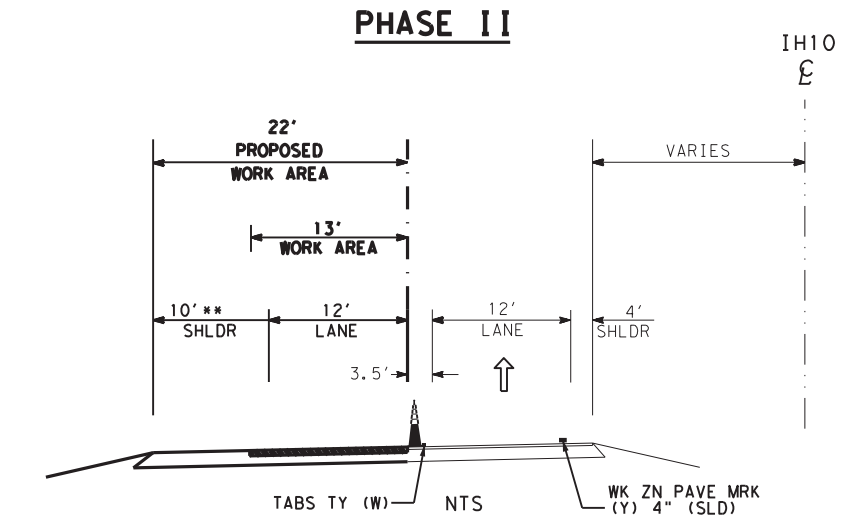 PHASE II
IH10
℄
22'
PROPOSED
WORK AREA
VARIES
13'
WORK AREA
10' **
SHLDR
12'
LANE
12'
LANE
4'
SHLDR
3.5'
TABS TY (W)
NTS
WK ZN PAVE MRK
(Y) 4" (SLD)